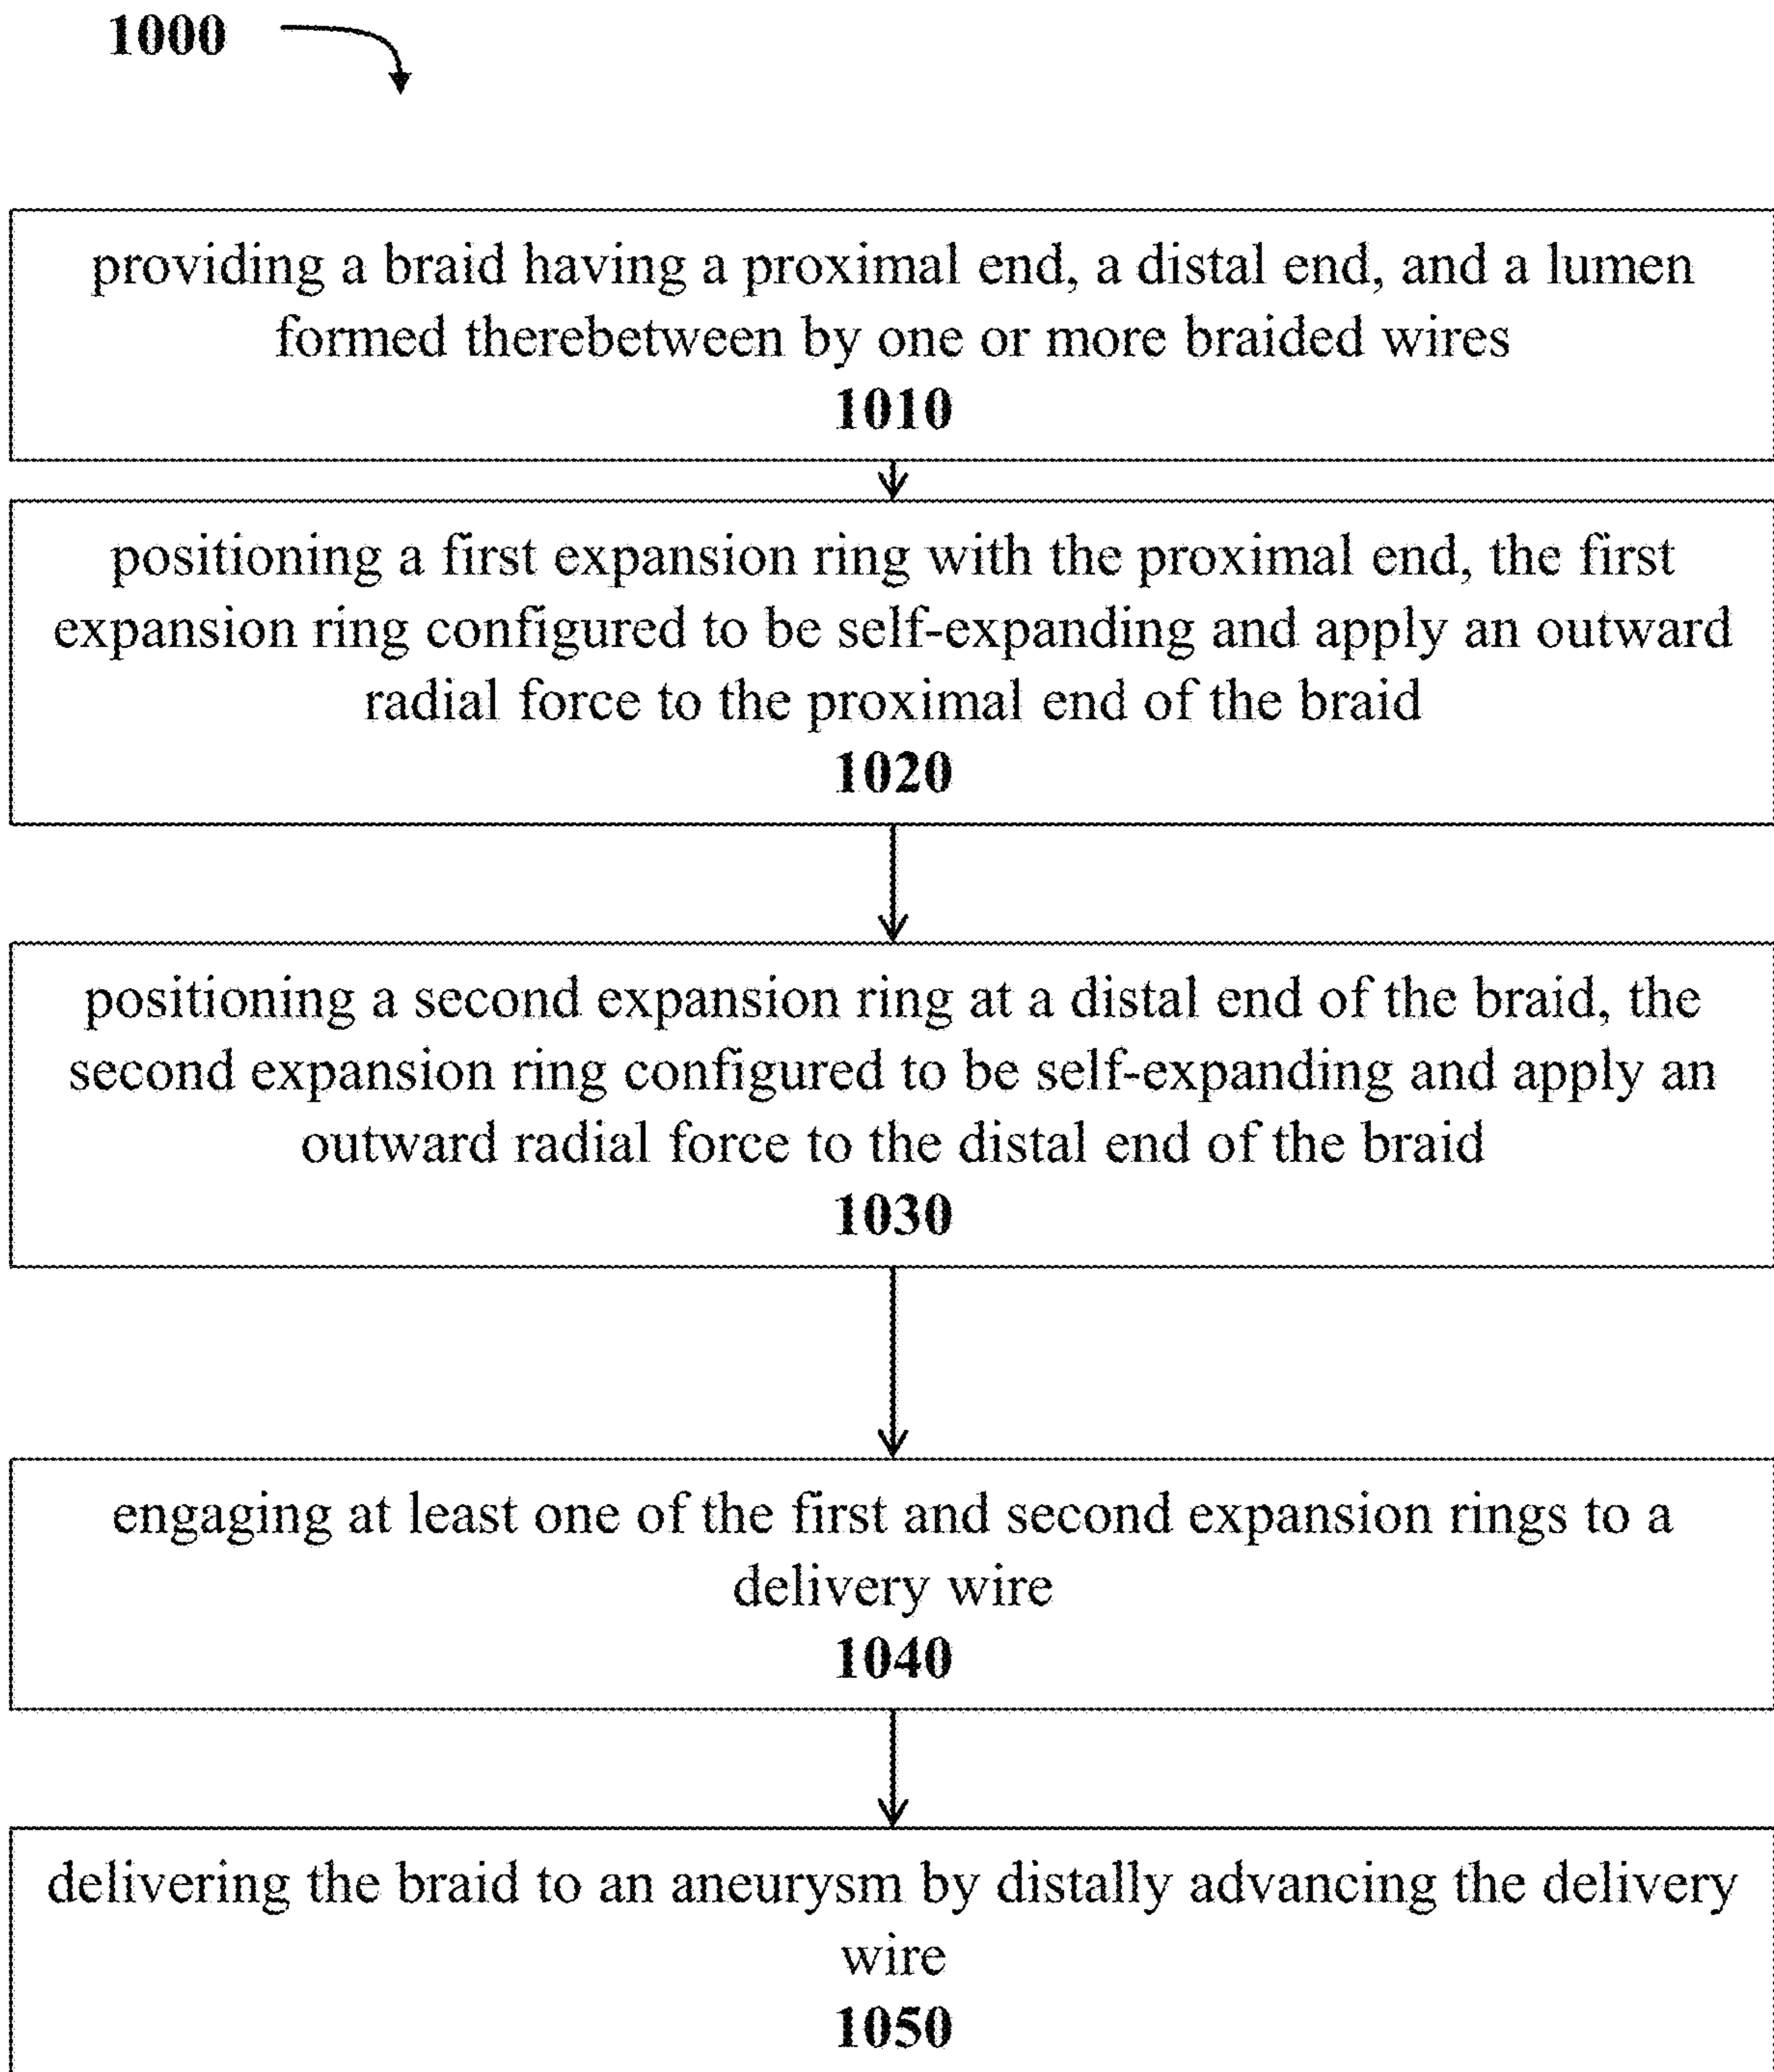 1000
providing a braid having a proximal end, a distal end, and a lumen
formed therebetween by one or more braided wires
1010
positioning a first expansion ring with the proximal end, the first
expansion ring configured to be self-expanding and apply an outward
radial force to the proximal end of the braid
1020
positioning a second expansion ring at a distal end of the braid, the
second expansion ring configured to be self-expanding and apply an
outward radial force to the distal end of the braid
1030
engaging at least one of the first and second expansion rings to a
delivery wire
1040
delivering the braid to an aneurysm by distally advancing the delivery
wire
1050